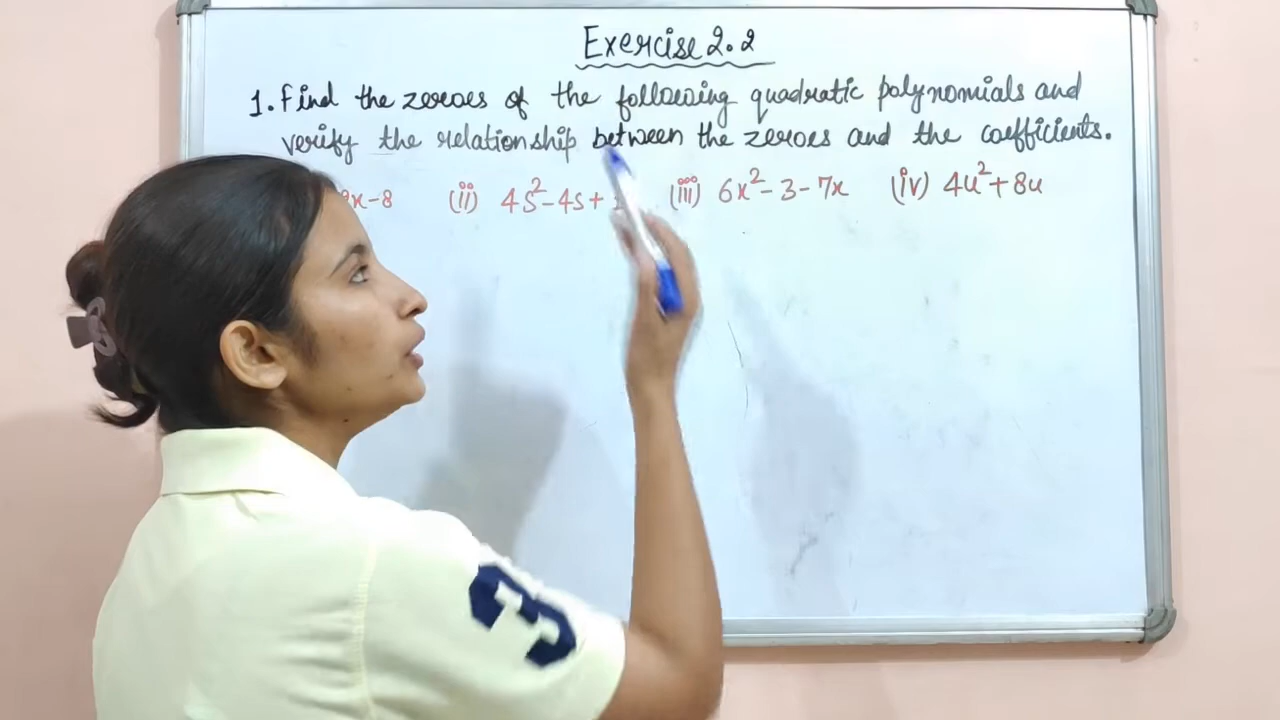 Exercise 2.2
1. Find the zeroes of the following quadratic polynomials and
verify the relationship between the zeroes and the coefficients.
x-8 (ii) 4s²-4s+ (iii) 6x²-3-7x (iv) 4u²+8u
3